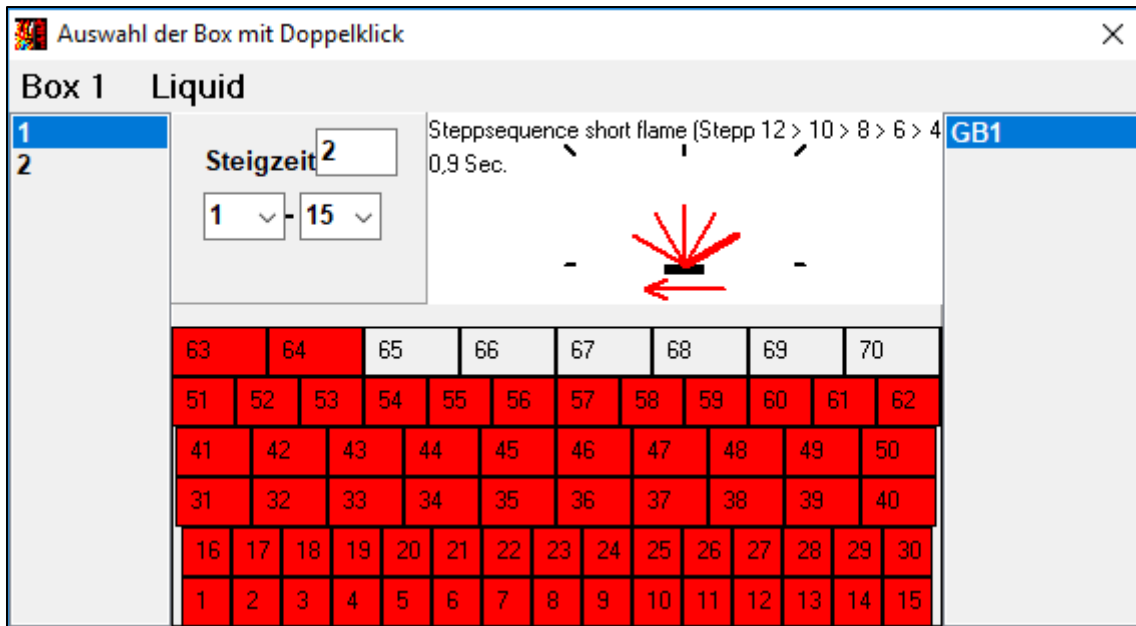 Auswahl der Box mit Doppelklick
Box 1 Liquid
1
2
Steigzeit 2
1 - 15
Steppsequence short flame (Stepp 12 > 10 > 8 > 6 > 4
0,9 Sec.
GB1
63 64 65 66 67 68 69 70
51 52 53 54 55 56 57 58 59 60 61 62
41 42 43 44 45 46 47 48 49 50
31 32 33 34 35 36 37 38 39 40
16 17 18 19 20 21 22 23 24 25 26 27 28 29 30
1 2 3 4 5 6 7 8 9 10 11 12 13 14 15